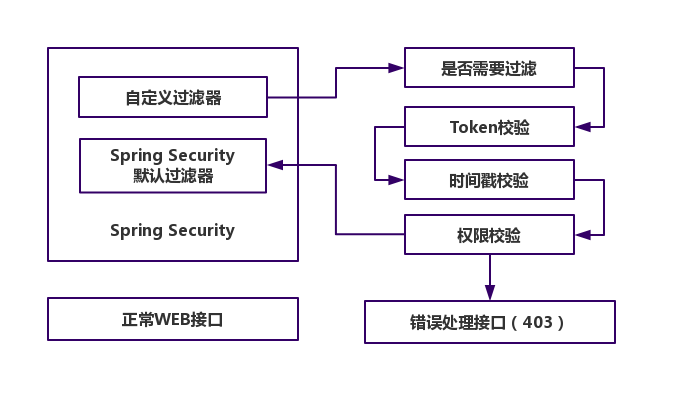 自定义过滤器
Spring Security
默认过滤器
Spring Security
正常WEB接口
是否需要过滤
Token校验
时间戳校验
权限校验
错误处理接口（403）